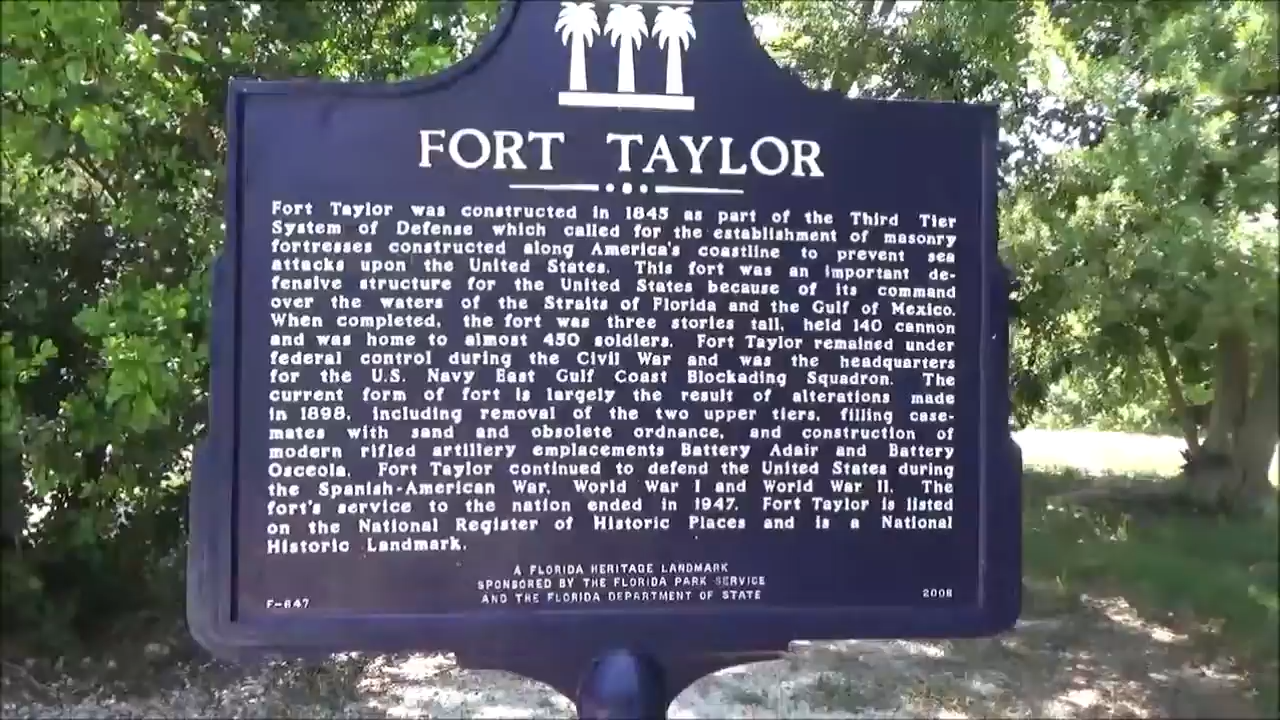 FORT TAYLOR
Fort Taylor was constructed in 1845 as part of the Third Tier
System of Defense which called for the establishment of masonry
fortresses constructed along America's coastline to prevent sea
attacks upon the United States. This fort was an important de-
fensive structure for the United States because of its command
over the waters of the Straits of Florida and the Gulf of Mexico.
When completed, the fort was three stories tall, held 140 cannon
and was home to almost 450 soldiers. Fort Taylor remained under
federal control during the Civil War and was the headquarters
for the U.S. Navy East Gulf Coast Blockading Squadron. The
current form of fort is largely the result of alterations made
in 1898, including removal of the two upper tiers, filling case-
mates with sand and obsolete ordnance, and construction of
modern rifled artillery emplacements Battery Adair and Battery
Osceola. Fort Taylor continued to defend the United States during
the Spanish-American War, World War I and World War II. The
fort's service to the nation ended in 1947. Fort Taylor is listed
on the National Register of Historic Places and is a National
Historic Landmark.
A FLORIDA HERITAGE LANDMARK
SPONSORED BY THE FLORIDA PARK SERVICE
AND THE FLORIDA DEPARTMENT OF STATE
F-647